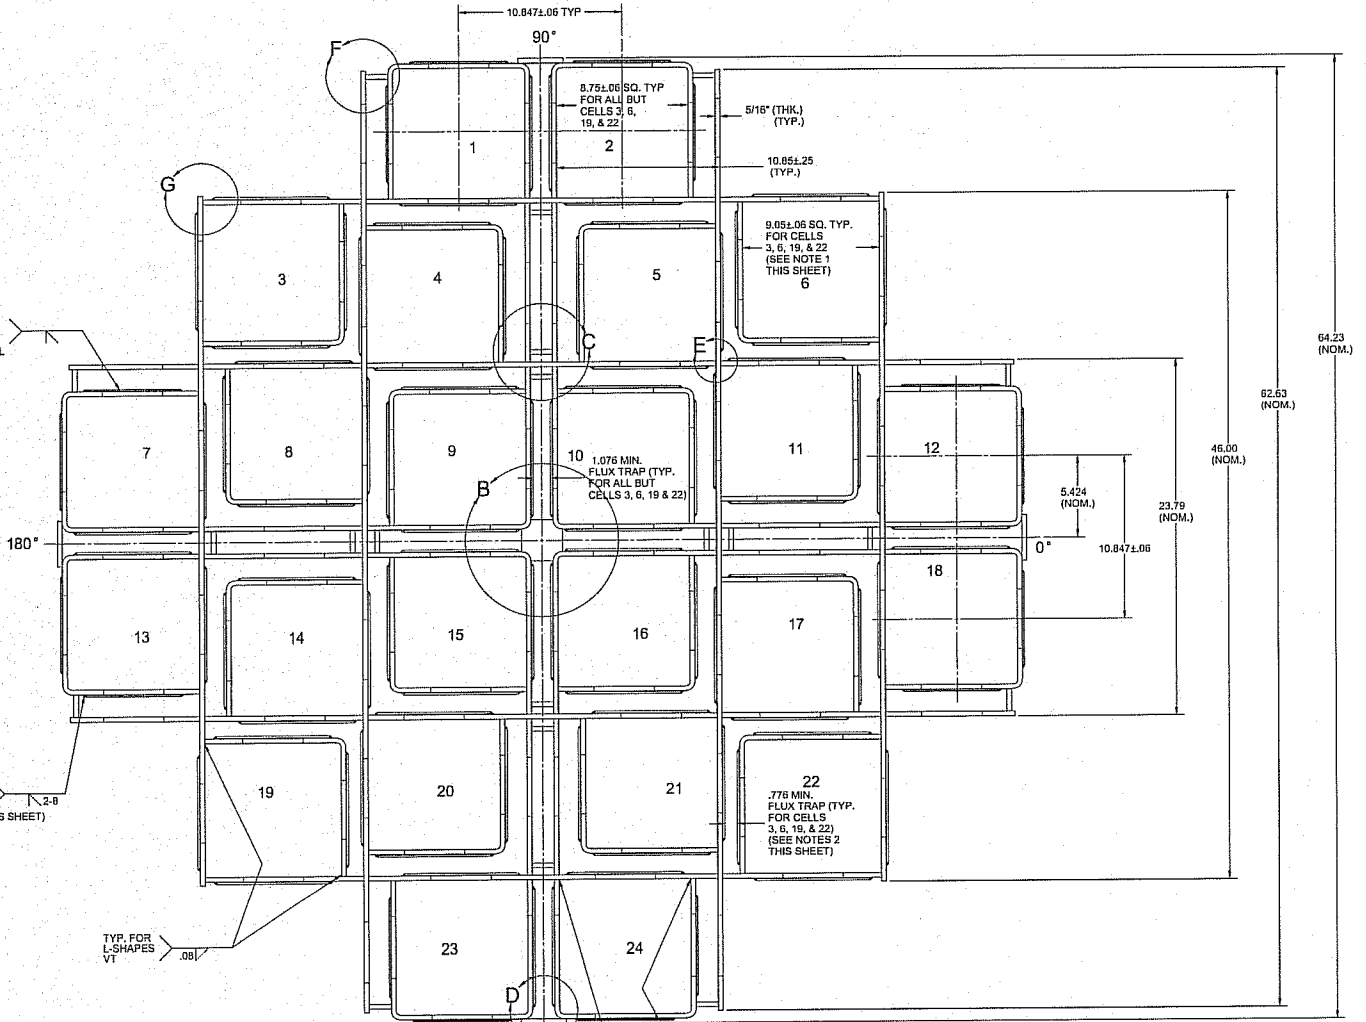 10.847±.06 TYP
90°
F
8.75±.06 SQ. TYP
FOR ALL BUT
CELLS 3, 6,
19, & 22
5/16" (THK.)
(TYP.)
1
2
10.85±.25
(TYP.)
G
9.05±.06 SQ. TYP.
FOR CELLS
3, 6, 19, & 22
(SEE NOTE 1
THIS SHEET)
3
4
5
6
C
E
64.23
(NOM.)
62.63
(NOM.)
46.00
(NOM.)
7
8
9
10
11
12
1.076 MIN.
FLUX TRAP (TYP.
FOR ALL BUT
CELLS 3, 6, 19 & 22)
B
5.424
(NOM.)
23.79
(NOM.)
180°
0°
10.847±.06
13
14
15
16
17
18
19
20
21
22
.776 MIN.
FLUX TRAP (TYP.
FOR CELLS
3, 6, 19, & 22)
(SEE NOTES 2
THIS SHEET)
2-8
SHEET)
TYP. FOR
L-SHAPES
VT
.08
23
24
D